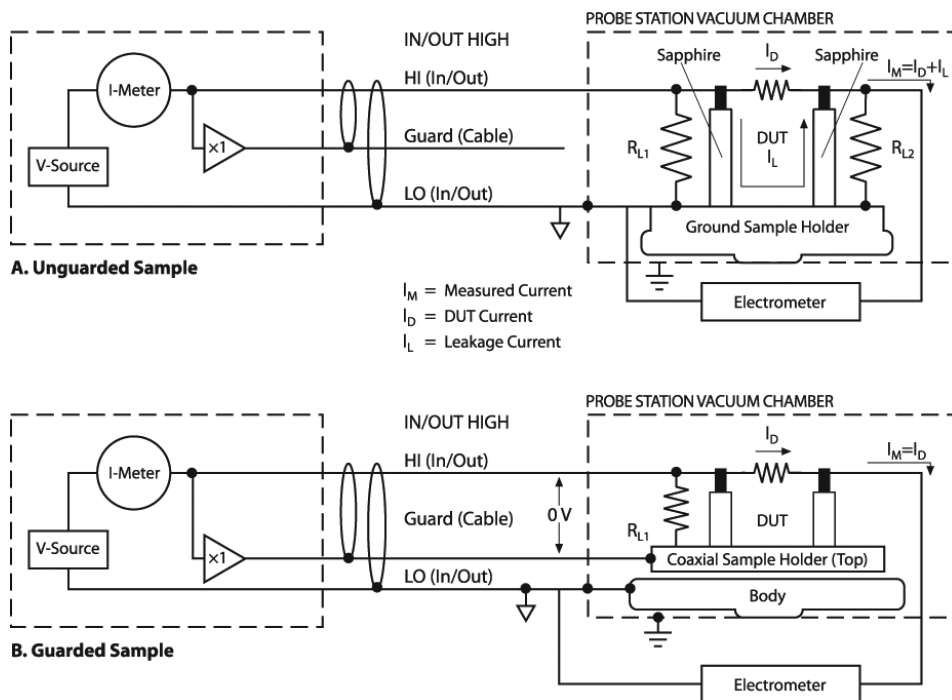 PROBE STATION VACUUM CHAMBER
IN/OUT HIGH
Sapphire
I_D
Sapphire
I_M=I_D+I_L
I-Meter
HI (In/Out)
×1
Guard (Cable)
R_L1
DUT
I_L
R_L2
V-Source
LO (In/Out)
Ground Sample Holder
A. Unguarded Sample
I_M = Measured Current
I_D = DUT Current
I_L = Leakage Current
Electrometer
PROBE STATION VACUUM CHAMBER
IN/OUT HIGH
I_D
I_M=I_D
I-Meter
HI (In/Out)
Guard (Cable)
0 V
R_L1
DUT
V-Source
×1
Coaxial Sample Holder (Top)
LO (In/Out)
Body
B. Guarded Sample
Electrometer